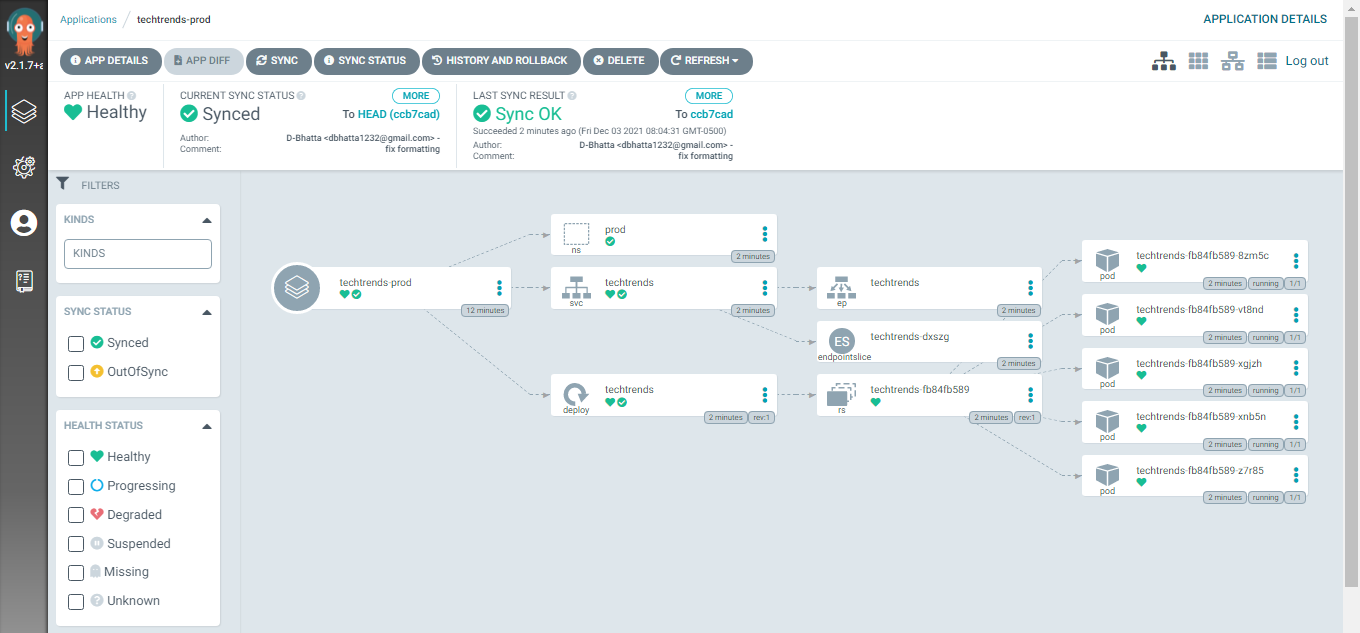 v2.1.7+a
Applications / techtrends-prod
APPLICATION DETAILS
APP DETAILS
APP DIFF
SYNC
SYNC STATUS
HISTORY AND ROLLBACK
DELETE
REFRESH
Log out
APP HEALTH
Healthy
CURRENT SYNC STATUS
MORE
Synced
To HEAD (ccb7cad)
Author: D-Bhatta <dbhatta1232@gmail.com> -
Comment: fix formatting
LAST SYNC RESULT
MORE
Sync OK
To ccb7cad
Succeeded 2 minutes ago (Fri Dec 03 2021 08:04:31 GMT-0500)
Author: D-Bhatta <dbhatta1232@gmail.com> -
Comment: fix formatting
FILTERS
KINDS
KINDS
SYNC STATUS
Synced
OutOfSync
HEALTH STATUS
Healthy
Progressing
Degraded
Suspended
Missing
Unknown
techtrends-prod
12 minutes
prod
ns
2 minutes
techtrends
svc
2 minutes
techtrends
deploy
2 minutes
rev:1
techtrends
ep
2 minutes
ES
techtrends-dxszg
endpointslice
2 minutes
techtrends-fb84fb589
rs
2 minutes
rev:1
techtrends-fb84fb589-8zm5c
pod
2 minutes
running
1/1
techtrends-fb84fb589-vt8nd
pod
2 minutes
running
1/1
techtrends-fb84fb589-xgjzh
pod
2 minutes
running
1/1
techtrends-fb84fb589-xnb5n
pod
2 minutes
running
1/1
techtrends-fb84fb589-z7r85
pod
2 minutes
running
1/1